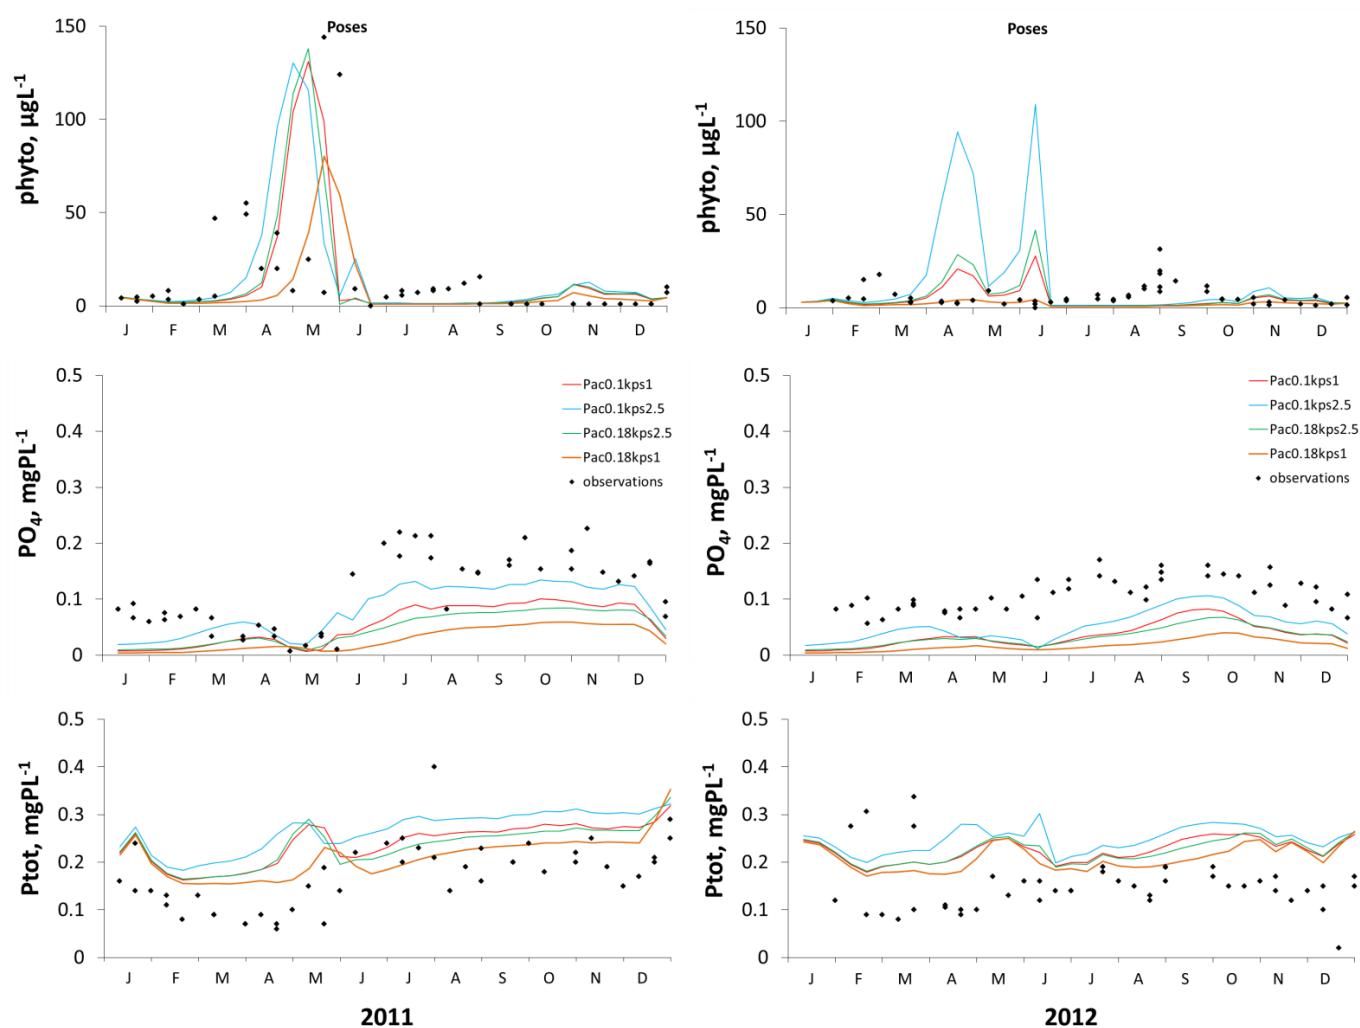 Poses
phyto, µgL-1
150
100
50
0
J F M A M J J A S O N D
Poses
phyto, µgL-1
150
100
50
0
J F M A M J J A S O N D
PO4, mgPL-1
0.5
0.4
0.3
0.2
0.1
0
Pac0.1kps1
Pac0.1kps2.5
Pac0.18kps2.5
Pac0.18kps1
observations
J F M A M J J A S O N D
PO4, mgPL-1
0.5
0.4
0.3
0.2
0.1
0
Pac0.1kps1
Pac0.1kps2.5
Pac0.18kps2.5
Pac0.18kps1
observations
J F M A M J J A S O N D
Ptot, mgPL-1
0.5
0.4
0.3
0.2
0.1
0
J F M A M J J A S O N D
2011
Ptot, mgPL-1
0.5
0.4
0.3
0.2
0.1
0
J F M A M J J A S O N D
2012